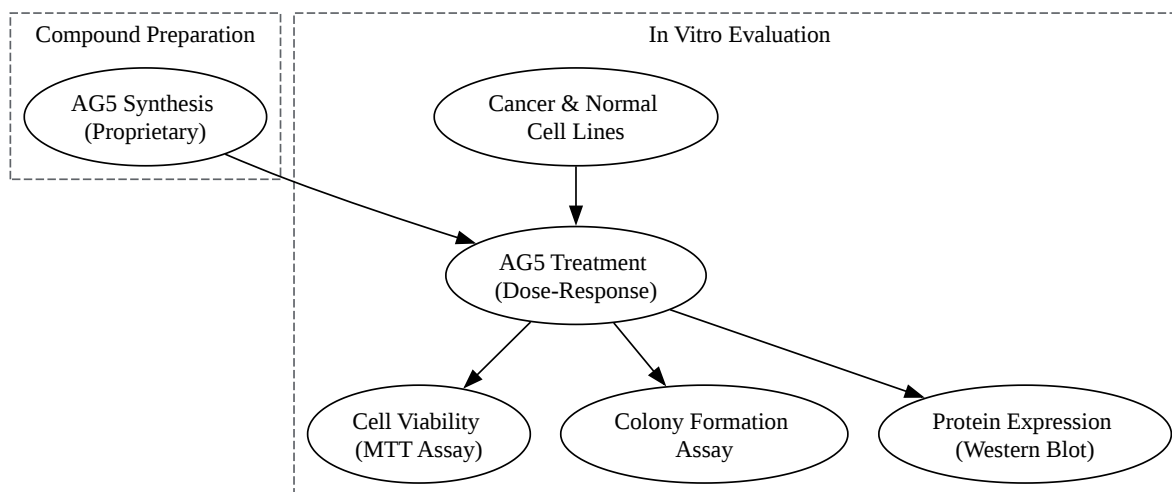 Compound Preparation
In Vitro Evaluation
AG5 Synthesis
(Proprietary)
Cancer & Normal
Cell Lines
AG5 Treatment
(Dose-Response)
Cell Viability
(MTT Assay)
Colony Formation
Assay
Protein Expression
(Western Blot)